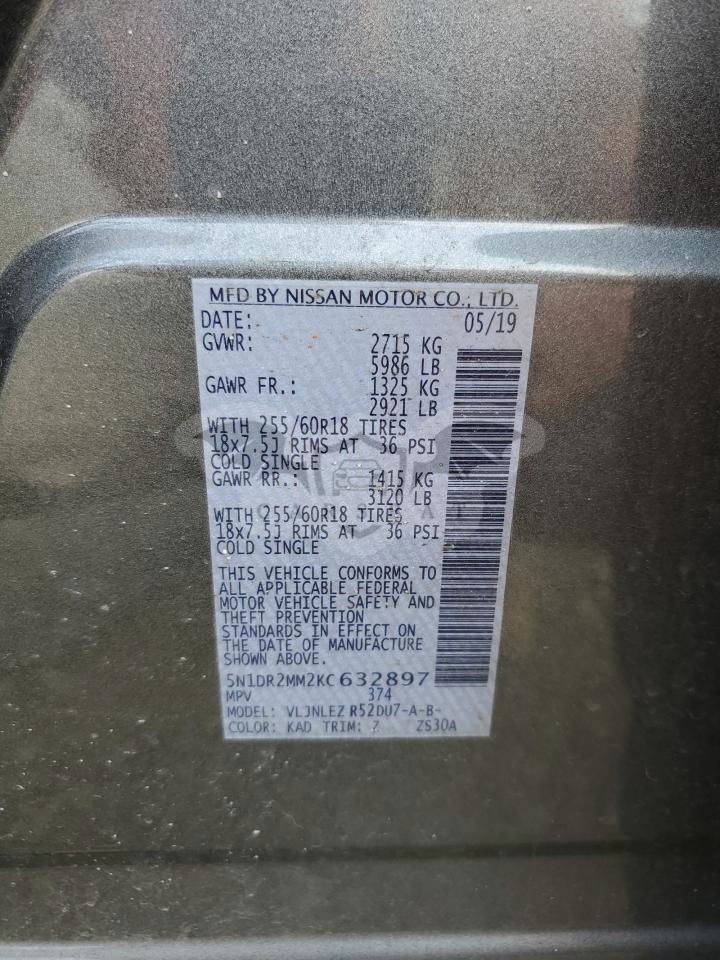 MFD BY NISSAN MOTOR CO., LTD.
DATE: 05/19
GVWR: 2715 KG
5986 LB
GAWR FR.: 1325 KG
2921 LB
WITH 255/60R18 TIRES
18x7.5J RIMS AT 36 PSI
COLD SINGLE
GAWR RR.: 1415 KG
3120 LB
WITH 255/60R18 TIRES
18x7.5J RIMS AT 36 PSI
COLD SINGLE
THIS VEHICLE CONFORMS TO
ALL APPLICABLE FEDERAL
MOTOR VEHICLE SAFETY AND
THEFT PREVENTION
STANDARDS IN EFFECT ON
THE DATE OF MANUFACTURE
SHOWN ABOVE.
5N1DR2MM2KC632897
MPV 374
MODEL: VLJNLEZ R52DU7-A-B-
COLOR: KAD TRIM: Z ZS30A